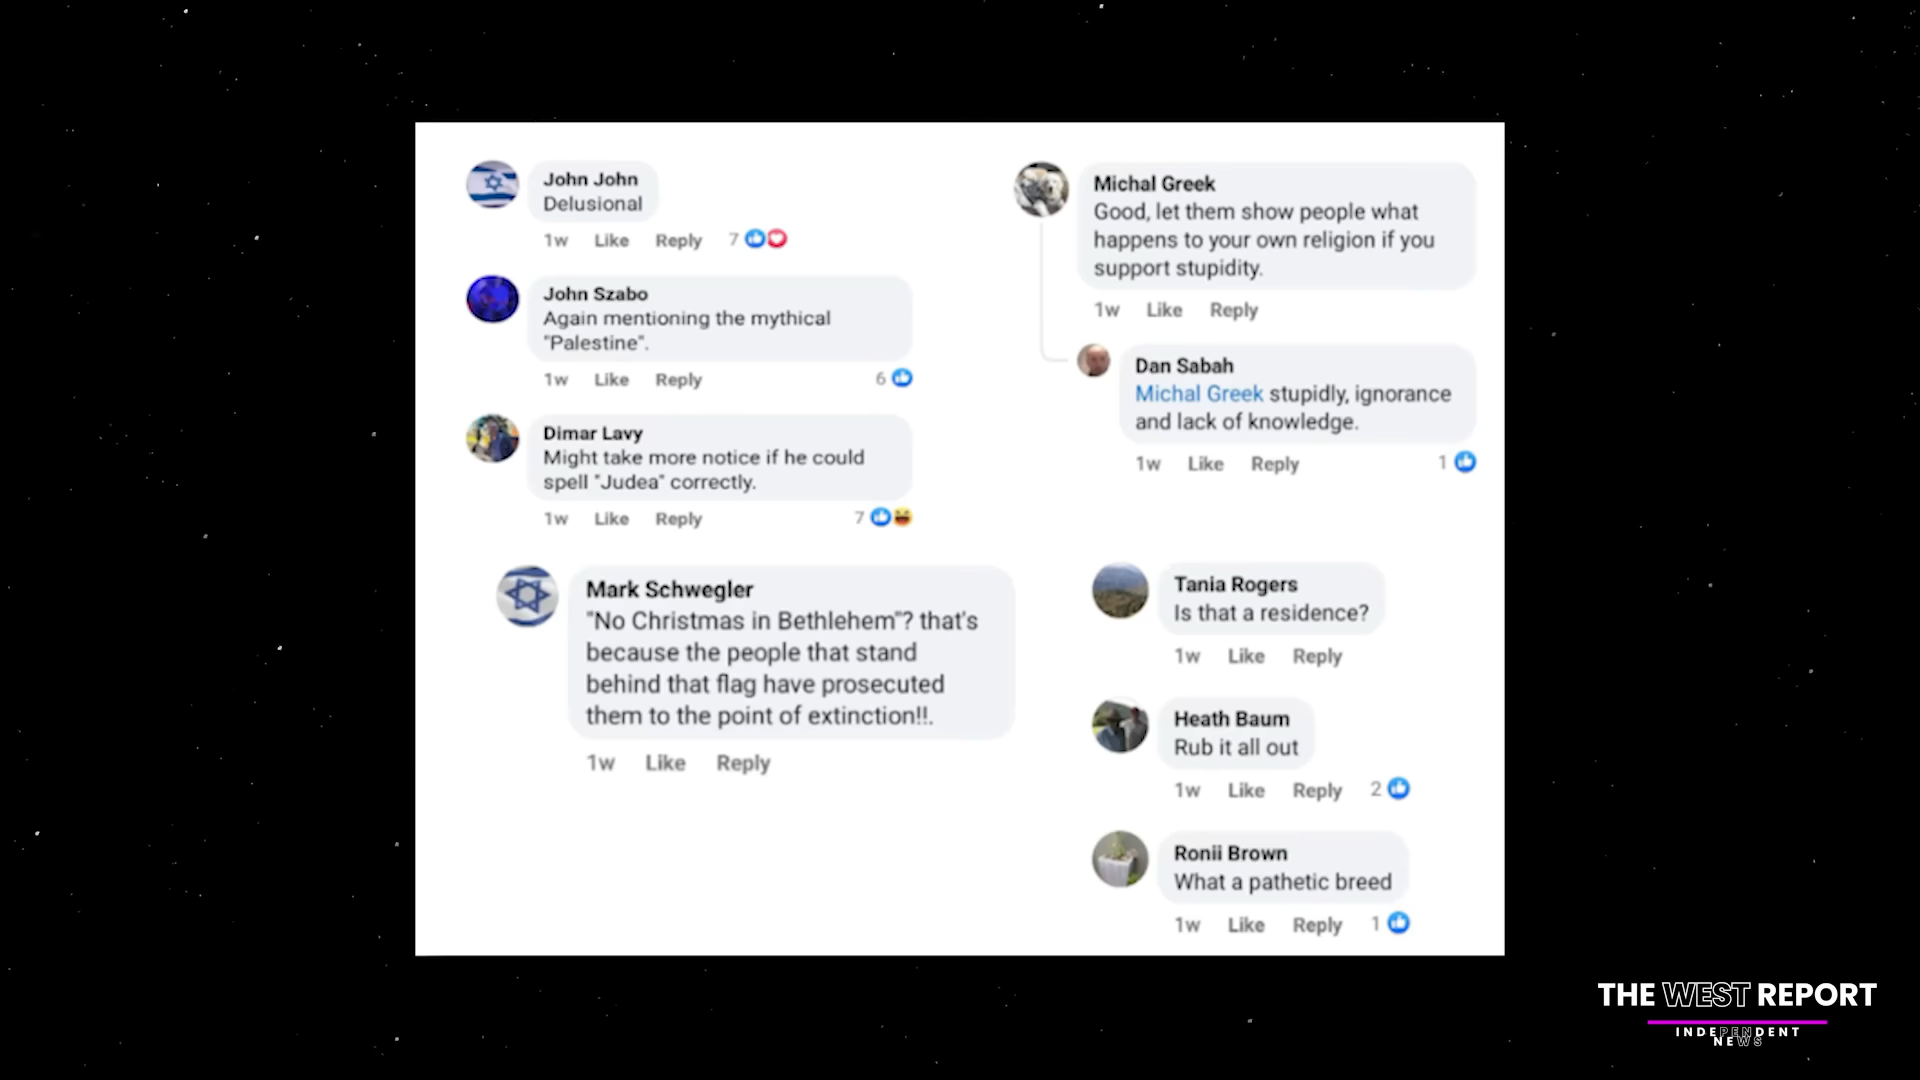 John John
Delusional
1w Like Reply 7
John Szabo
Again mentioning the mythical
"Palestine".
1w Like Reply 6
Dimar Lavy
Might take more notice if he could
spell "Judea" correctly.
1w Like Reply 7
Mark Schwegler
"No Christmas in Bethlehem"? that's
because the people that stand
behind that flag have prosecuted
them to the point of extinction!!.
1w Like Reply
Michal Greek
Good, let them show people what
happens to your own religion if you
support stupidity.
1w Like Reply
Dan Sabah
Michal Greek stupidly, ignorance
and lack of knowledge.
1w Like Reply 1
Tania Rogers
Is that a residence?
1w Like Reply
Heath Baum
Rub it all out
1w Like Reply 2
Ronii Brown
What a pathetic breed
1w Like Reply 1
THE WEST REPORT
INDEPENDENT
NEWS